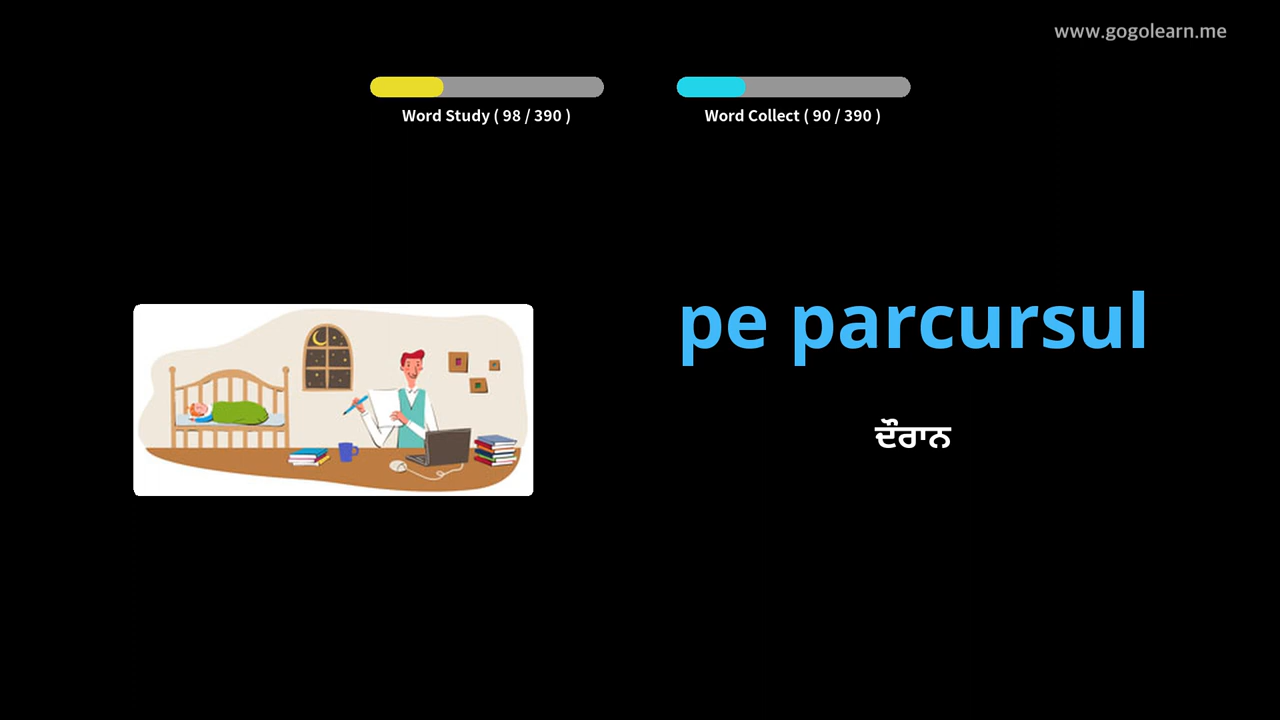 www.gogolearn.me
Word Study ( 98 / 390 )
Word Collect ( 90 / 390 )
pe parcursul
ਦੌਰਾਨ